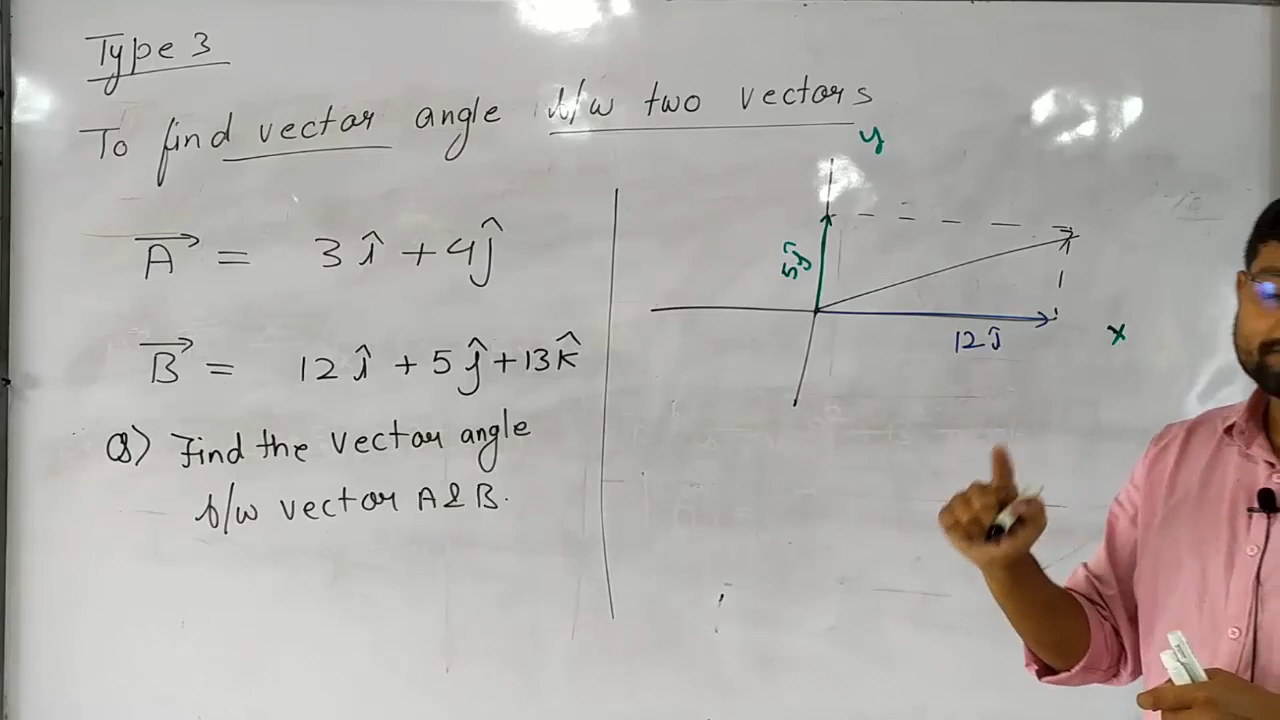 Type 3
To find vector angle b/w two vectors
A⃗ = 3î + 4ĵ
B⃗ = 12î + 5ĵ + 13k̂
Q) Find the vector angle
b/w vector A & B.
y
5ĵ
12ĵ
x